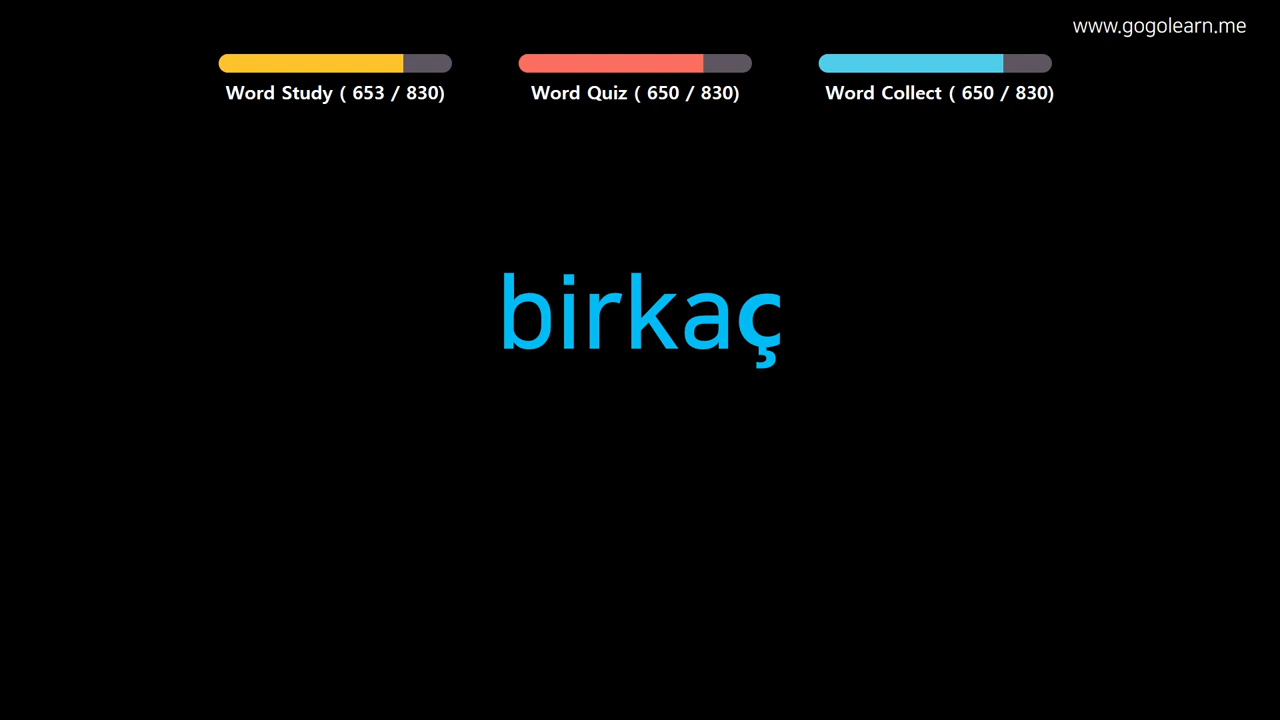 www.gogolearn.me
Word Study ( 653 / 830)
Word Quiz ( 650 / 830)
Word Collect ( 650 / 830)
birkaç